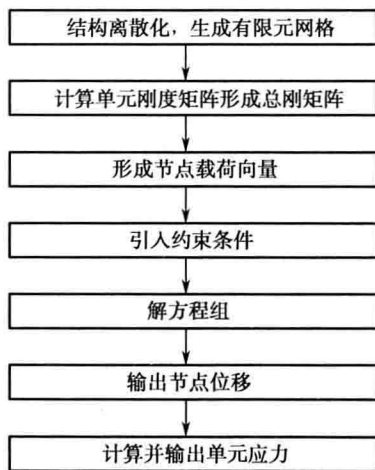 结构离散化，生成有限元网格
计算单元刚度矩阵形成总刚矩阵
形成节点载荷向量
引入约束条件
解方程组
输出节点位移
计算并输出单元应力